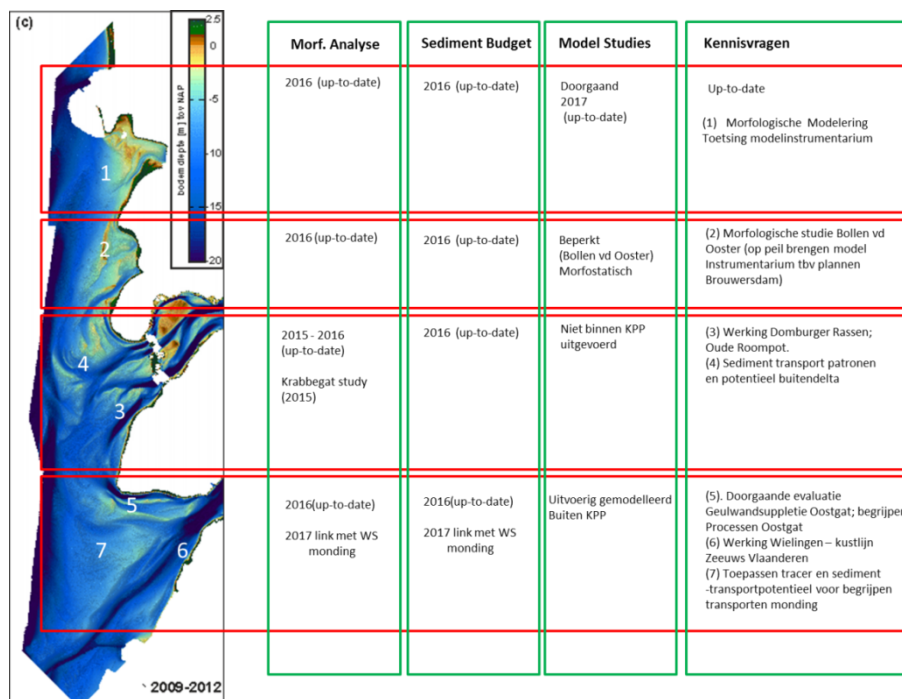 (c)
2.5
0
-5
-10
-15
-20
bodemdiepte [m] tov NAP
1
2
4
3
5
7
6
2009-2012
Morf. Analyse
Sediment Budget
Model Studies
Kennisvragen
2016 (up-to-date)
2016 (up-to-date)
Doorgaand
2017
(up-to-date)
Up-to-date
(1) Morfologische Modelering
Toetsing modelinstrumentarium
2016 (up-to-date)
2016 (up-to-date)
Beperkt
(Bollen vd Ooster)
Morfostatisch
(2) Morfologische studie Bollen vd
Ooster (op peil brengen model
Instrumentarium tbv plannen
Brouwersdam)
2015 - 2016
(up-to-date)
Krabbegat study
(2015)
2016 (up-to-date)
Niet binnen KPP
uitgevoerd
(3) Werking Domburger Rassen;
Oude Roompot.
(4) Sediment transport patronen
en potentieel buitendelta
2016(up-to-date)
2017 link met WS
monding
2016(up-to-date)
2017 link met WS
monding
Uitvoerig gemodelleerd
Buiten KPP
(5). Doorgaande evaluatie
Geulwandsuppletie Oostgat; begrijpen
Processen Oostgat
(6) Werking Wielingen – kustlijn
Zeeuws Vlaanderen
(7) Toepassen tracer en sediment
-transportpotentieel voor begrijpen
transporten monding